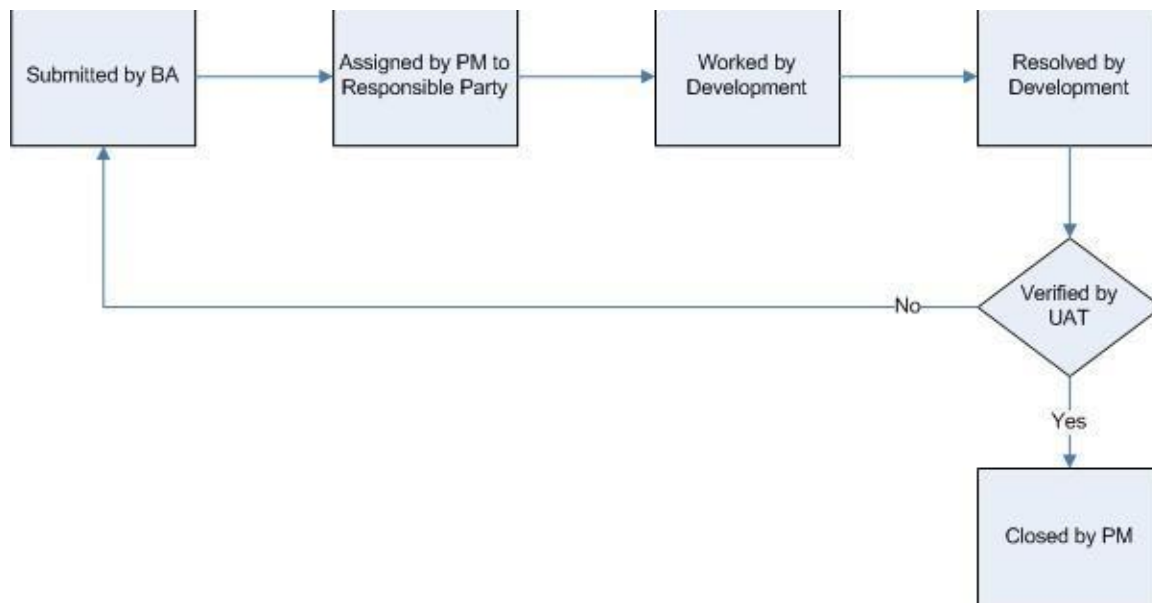 Submitted by BA
Assigned by PM to
Responsible Party
Worked by
Development
Resolved by
Development
Verified by
UAT
No
Yes
Closed by PM